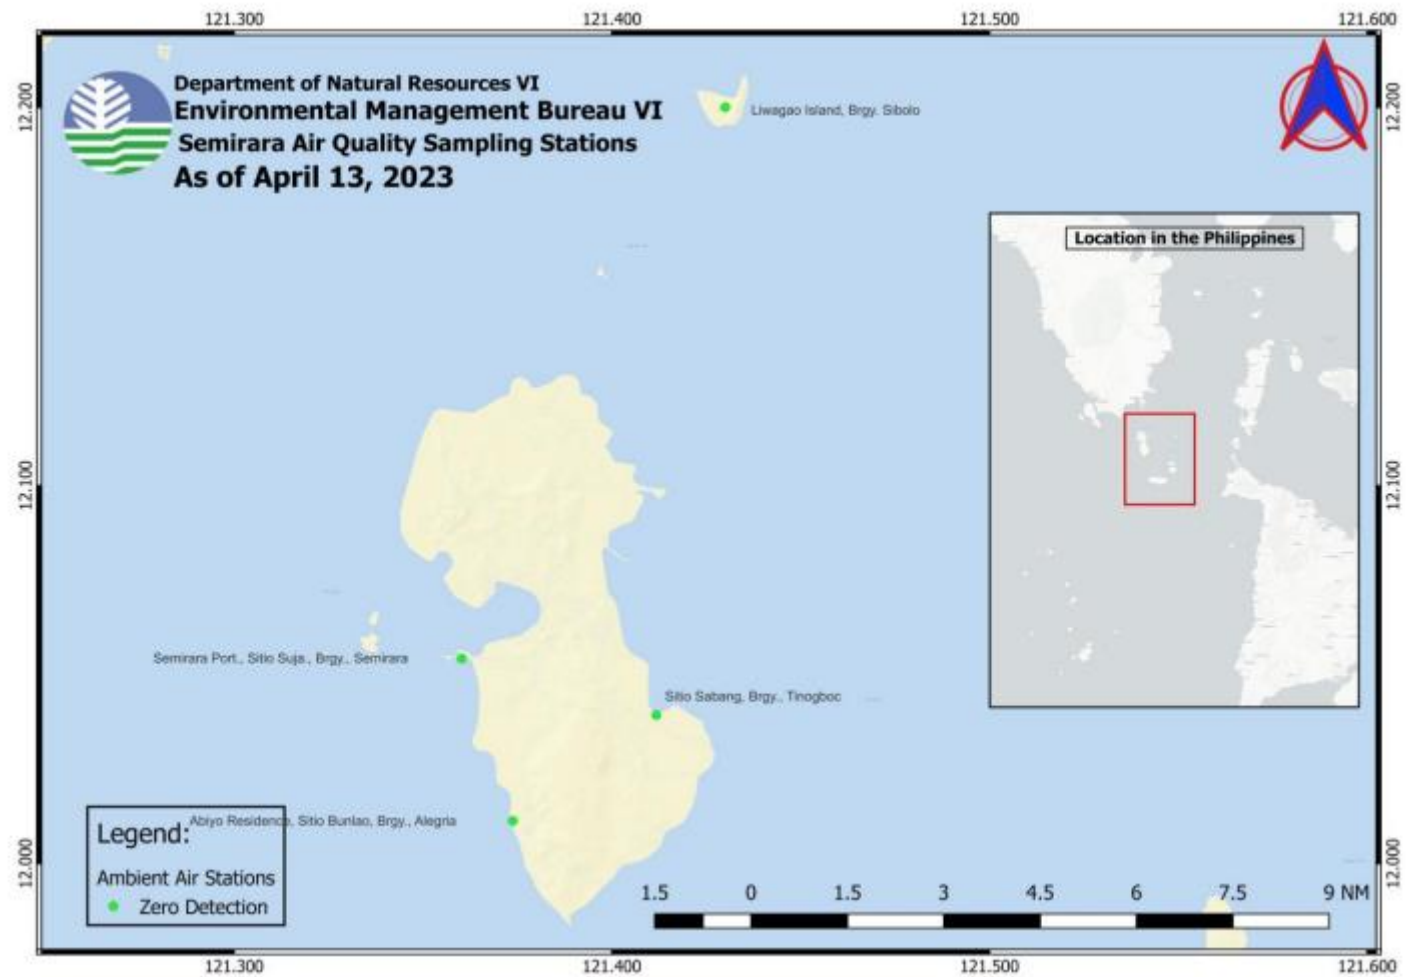 121.300
121.400
121.500
121.600
Department of Natural Resources VI
Environmental Management Bureau VI
Semirara Air Quality Sampling Stations
As of April 13, 2023
12.200
12.200
Liwagao Island, Brgy. Sibolo
Location in the Philippines
12.100
12.100
Semirara Port., Sitio Suja., Brgy., Semirara
Sitio Sabang, Brgy., Tinogboc
Abiyo Residence, Sitio Bunlao, Brgy., Alegria
Legend:
Ambient Air Stations
Zero Detection
12.000
12.000
1.5 0 1.5 3 4.5 6 7.5 9 NM
121.300
121.400
121.500
121.600